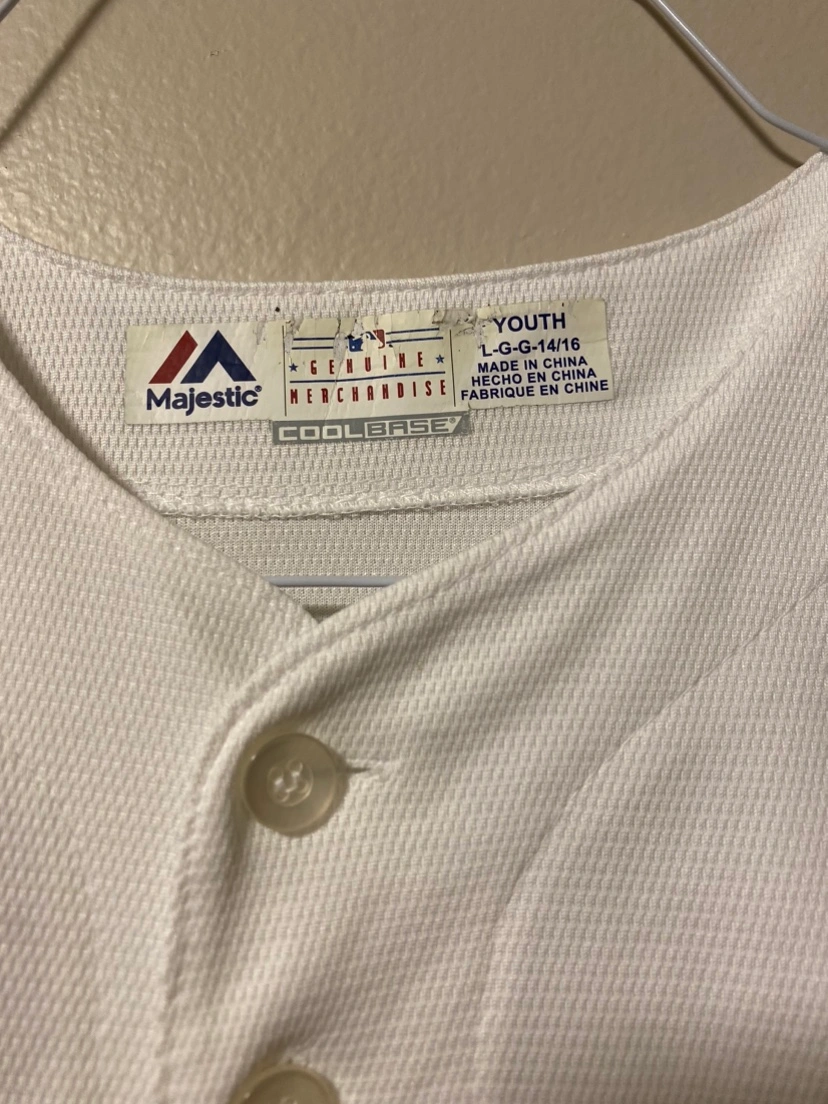 Majestic®
GENUINE
MERCHANDISE
COOLBASE®
YOUTH
L-G-G-14/16
MADE IN CHINA
HECHO EN CHINA
FABRIQUE EN CHINE